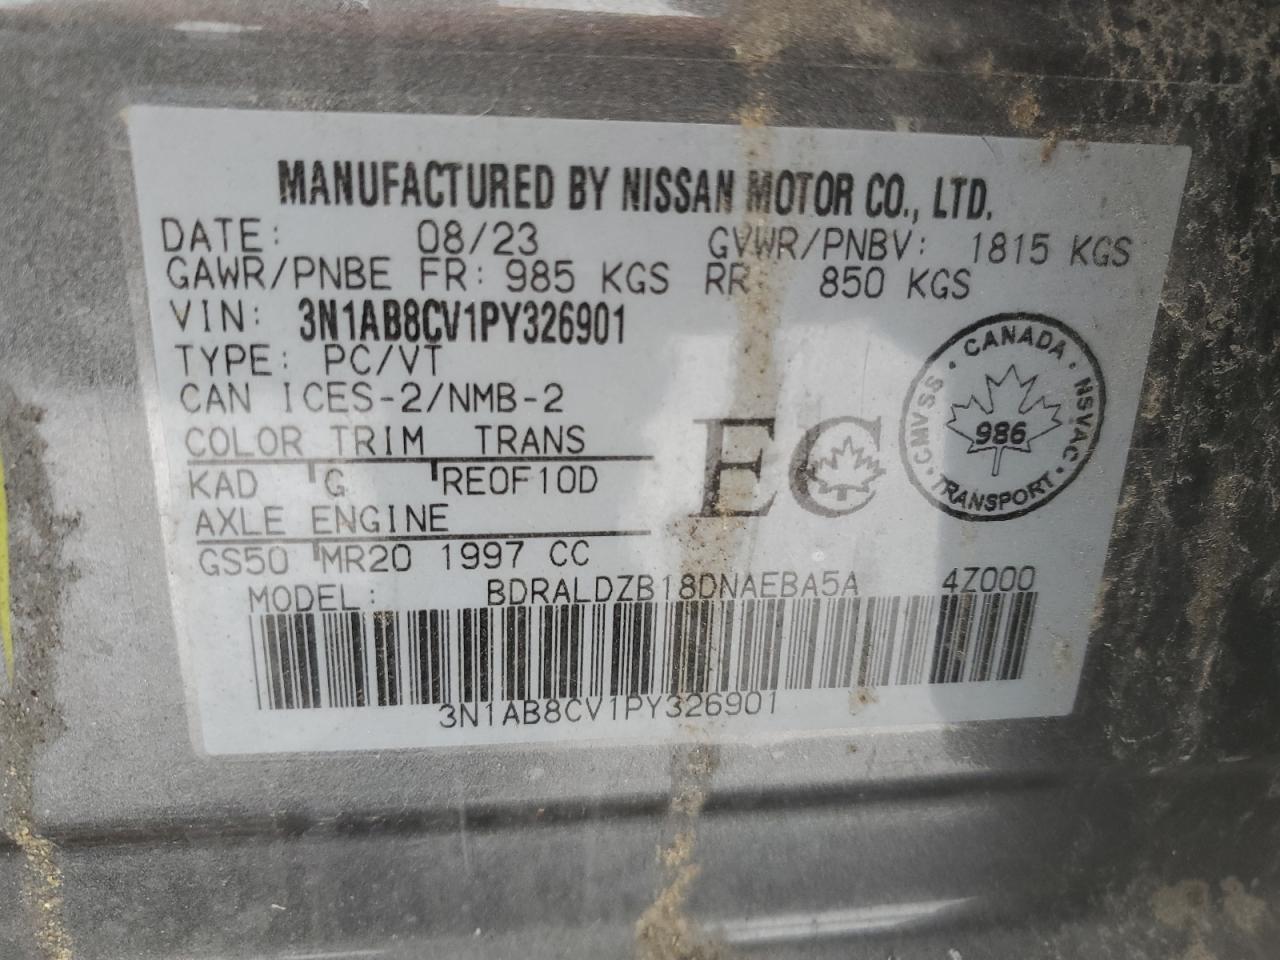 MANUFACTURED BY NISSAN MOTOR CO., LTD.
DATE: 08/23 GVWR/PNBV: 1815 KGS
GAWR/PNBE FR: 985 KGS RR 850 KGS
VIN: 3N1AB8CV1PY326901
TYPE: PC/VT
CAN ICES-2/NMB-2
COLOR TRIM TRANS
KAD G RE0F10D
AXLE ENGINE
GS50 MR20 1997 CC
MODEL: BDRALDZB18DNAEBA5A 4Z000
3N1AB8CV1PY326901
EC
CANADA · NSVAC · TRANSPORT · CMVSS ·
986